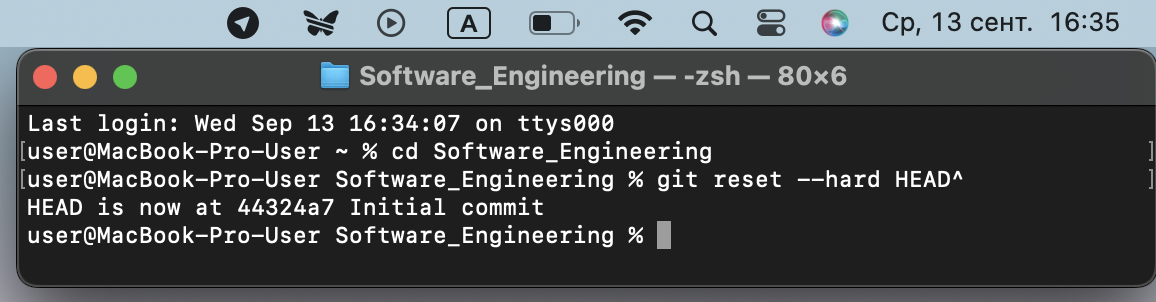 A
Ср, 13 сент. 16:35
Software_Engineering — -zsh — 80×6
Last login: Wed Sep 13 16:34:07 on ttys000
[user@MacBook-Pro-User ~ % cd Software_Engineering ]
[user@MacBook-Pro-User Software_Engineering % git reset --hard HEAD^ ]
HEAD is now at 44324a7 Initial commit
user@MacBook-Pro-User Software_Engineering %